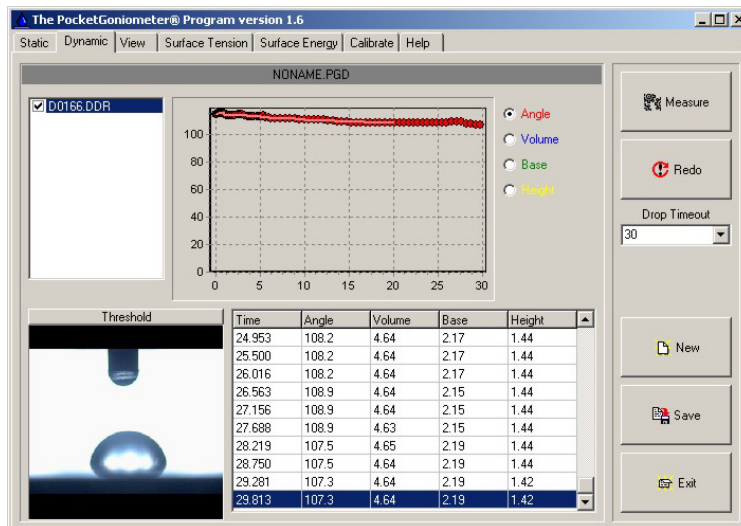 The PocketGoniometer® Program version 1.6
Static Dynamic View Surface Tension Surface Energy Calibrate Help
NONAME.PGD
D0166.DDR
100
80
60
40
20
0
0 5 10 15 20 25 30
Angle
Volume
Base
Height
Measure
Redo
Drop Timeout
30
New
Save
Exit
Threshold
Time Angle Volume Base Height
24.953 108.2 4.64 2.17 1.44
25.500 108.2 4.64 2.17 1.44
26.016 108.2 4.64 2.17 1.44
26.563 108.9 4.64 2.15 1.44
27.156 108.9 4.64 2.15 1.44
27.688 108.9 4.63 2.15 1.44
28.219 107.5 4.65 2.19 1.44
28.750 107.5 4.64 2.19 1.44
29.281 107.3 4.64 2.19 1.42
29.813 107.3 4.64 2.19 1.42